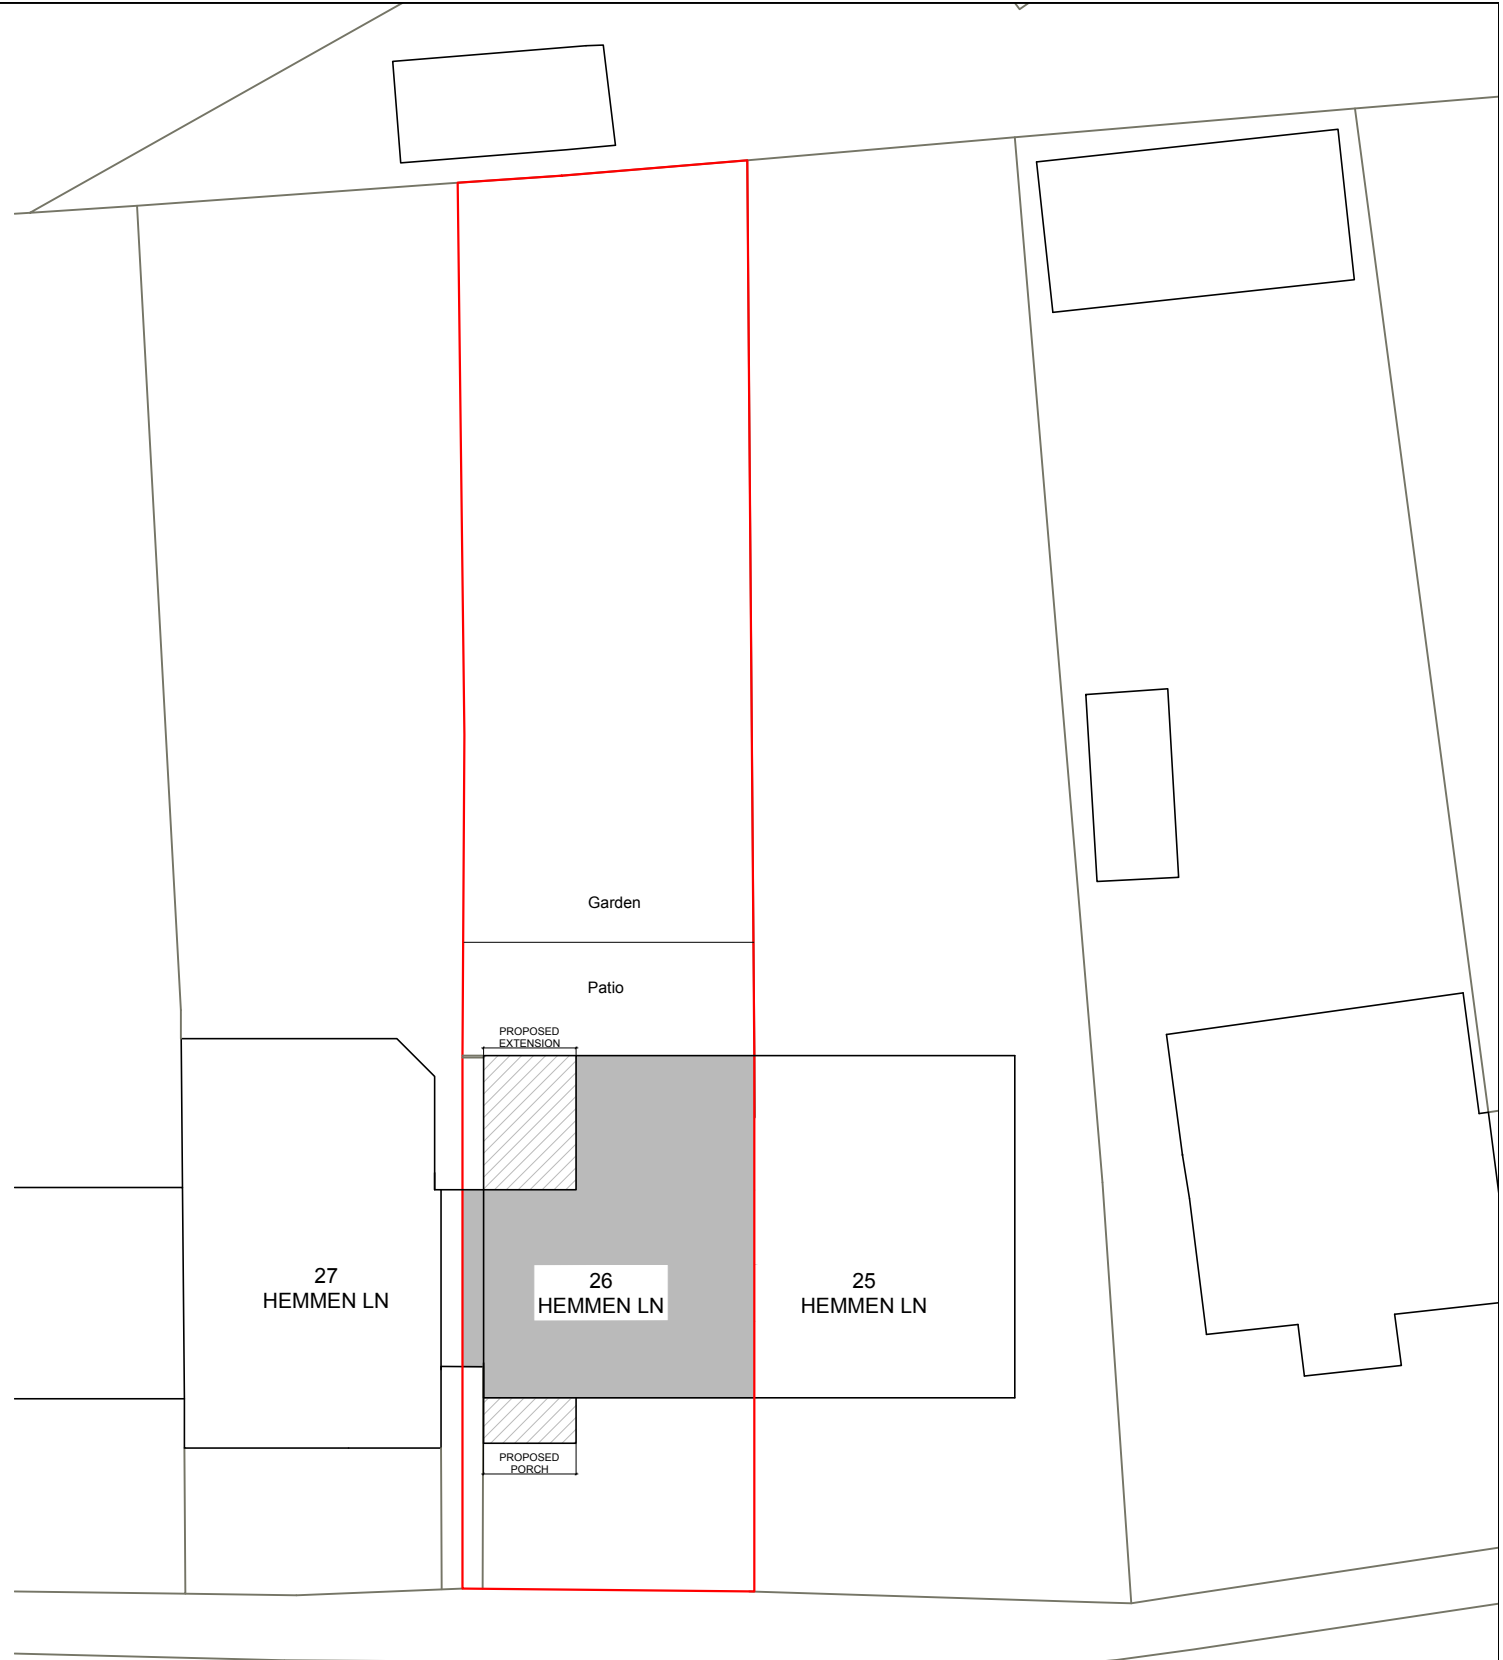 Garden
Patio
PROPOSED
EXTENSION
27
HEMMEN LN
26
HEMMEN LN
25
HEMMEN LN
PROPOSED
PORCH